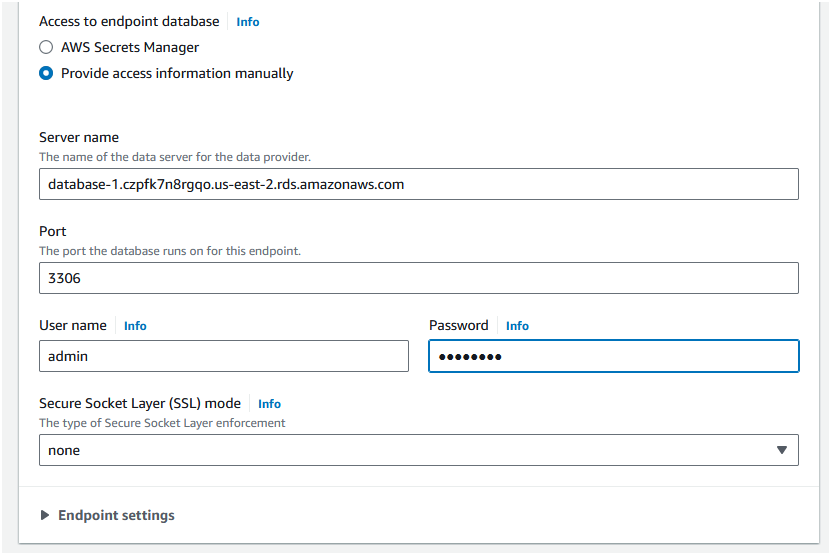 Access to endpoint database Info
AWS Secrets Manager
Provide access information manually
Server name
The name of the data server for the data provider.
database-1.czpfk7n8rgqo.us-east-2.rds.amazonaws.com
Port
The port the database runs on for this endpoint.
3306
User name Info
admin
Password Info
••••••••
Secure Socket Layer (SSL) mode Info
The type of Secure Socket Layer enforcement
none
Endpoint settings